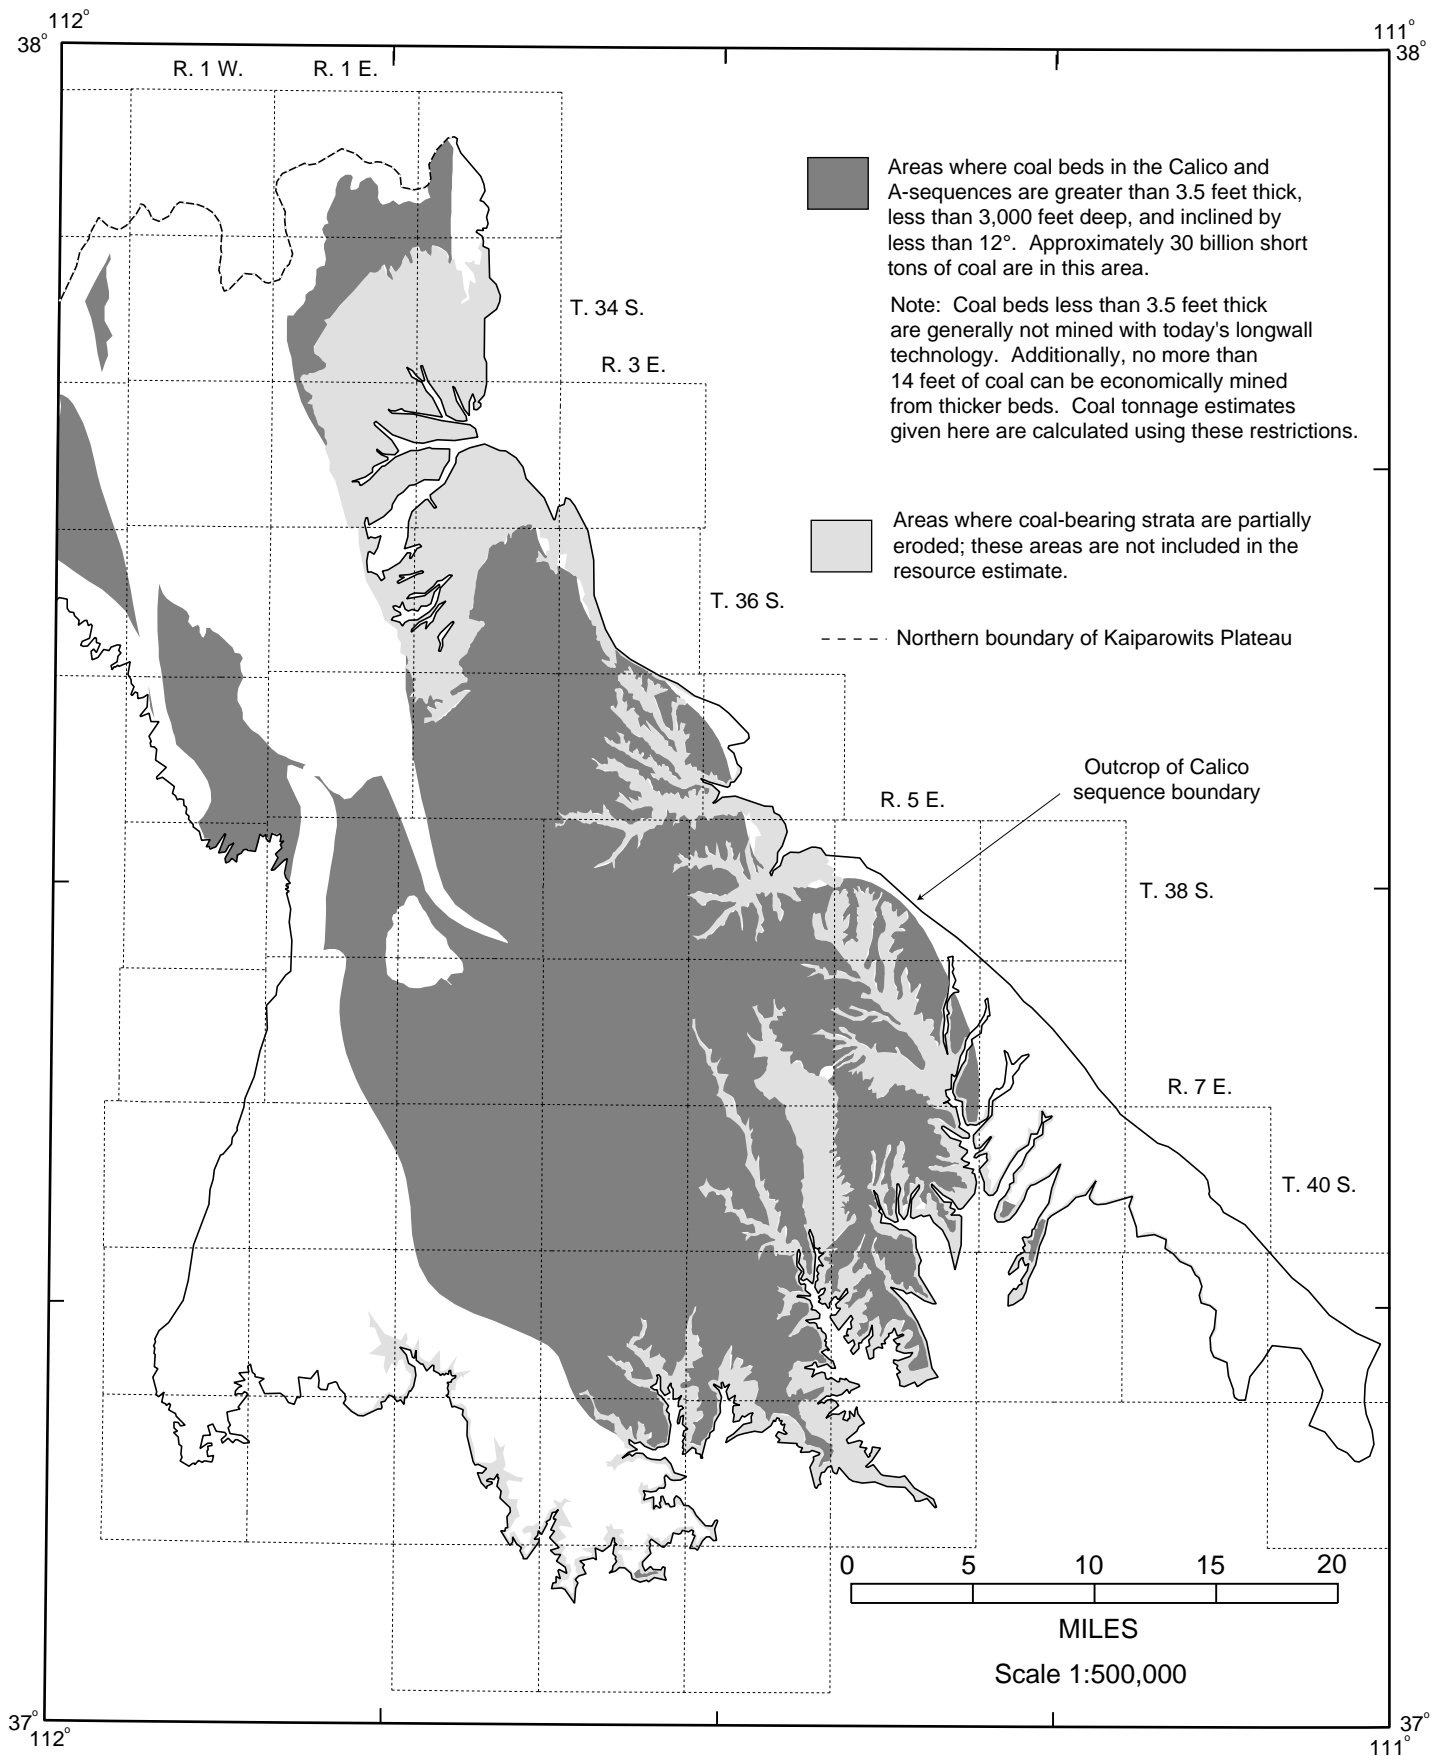 112°
111°
38°
38°
R. 1 W.
R. 1 E.
Areas where coal beds in the Calico and
A-sequences are greater than 3.5 feet thick,
less than 3,000 feet deep, and inclined by
less than 12°. Approximately 30 billion short
tons of coal are in this area.
Note: Coal beds less than 3.5 feet thick
are generally not mined with today's longwall
technology. Additionally, no more than
14 feet of coal can be economically mined
from thicker beds. Coal tonnage estimates
given here are calculated using these restrictions.
T. 34 S.
R. 3 E.
Areas where coal-bearing strata are partially
eroded; these areas are not included in the
resource estimate.
T. 36 S.
Northern boundary of Kaiparowits Plateau
Outcrop of Calico
sequence boundary
R. 5 E.
T. 38 S.
R. 7 E.
T. 40 S.
0 5 10 15 20
MILES
Scale 1:500,000
37°
37°
112°
111°